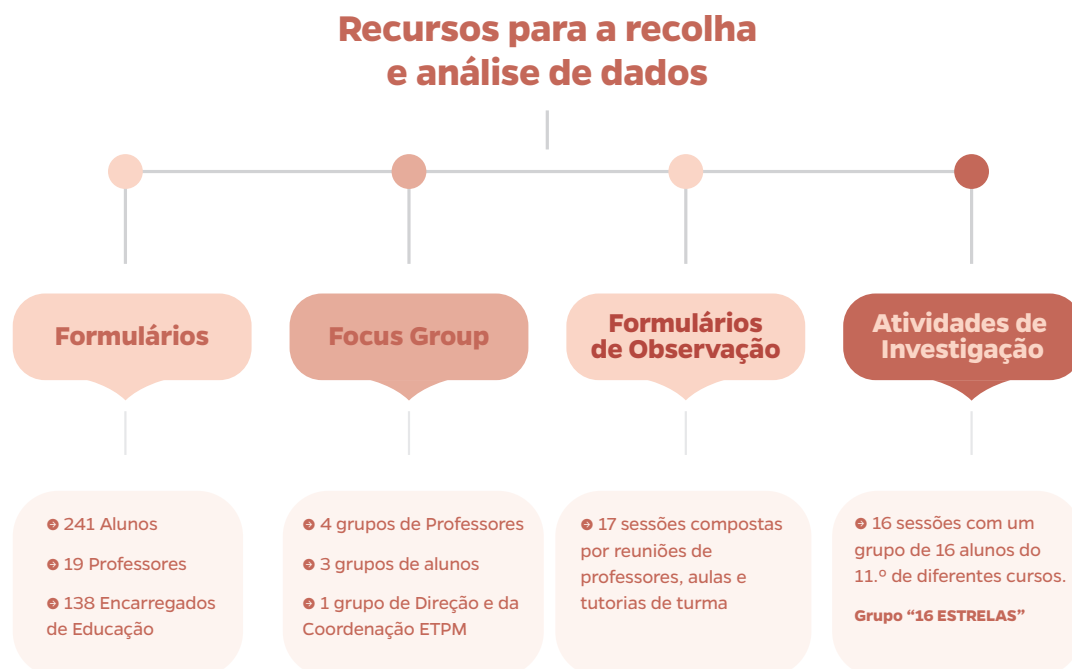 Recursos para a recolha
e análise de dados
Formulários
Focus Group
Formulários
de Observação
Atividades de
Investigação
241 Alunos
19 Professores
138 Encarregados
de Educação
4 grupos de Professores
3 grupos de alunos
1 grupo de Direção e da
Coordenação ETPM
17 sessões compostas
por reuniões de
professores, aulas e
tutorias de turma
16 sessões com um
grupo de 16 alunos do
11.º de diferentes cursos.
Grupo “16 ESTRELAS”